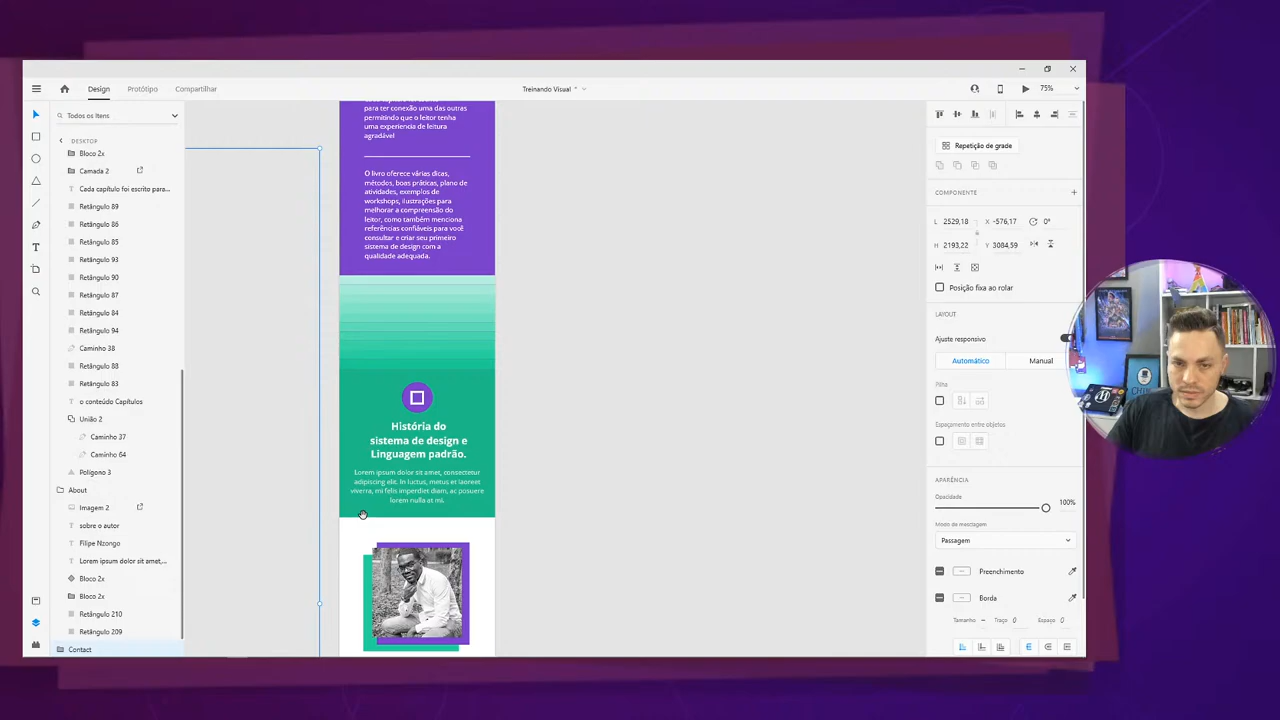 Design
Protótipo
Compartilhar
Treinando Visual *
75%
Todos os Itens
DESKTOP
Bloco 2x
Camada 2
Cada capítulo foi escrito para...
Retângulo 89
Retângulo 86
Retângulo 85
Retângulo 93
Retângulo 90
Retângulo 87
Retângulo 84
Retângulo 94
Caminho 38
Retângulo 88
Retângulo 83
o conteúdo Capítulos
União 2
Caminho 37
Caminho 64
Polígono 3
About
Imagem 2
sobre o autor
Filipe Nzongo
Lorem ipsum dolor sit amet,...
Bloco 2x
Bloco 2x
Retângulo 210
Retângulo 209
Contact
para ter conexão uma das outras
permitindo que o leitor tenha
uma experiencia de leitura
agradável
O livro oferece várias dicas,
métodos, boas práticas, plano de
atividades, exemplos de
workshops, ilustrações para
melhorar a compreensão do
leitor, como também menciona
referências confiáveis para você
consultar e criar seu primeiro
sistema de design com a
qualidade adequada.
História do
sistema de design e
Linguagem padrão.
Lorem ipsum dolor sit amet, consectetur
adipiscing elit. In luctus, metus et laoreet
viverra, mi felis imperdiet diam, ac posuere
lorem nulla at mi.
Repetição de grade
COMPONENTE
L 2529,18 X -576,17 0°
H 2193,22 Y 3084,59
Posição fixa ao rolar
LAYOUT
Ajuste responsivo
Automático
Manual
Pilha
Espaçamento entre objetos
APARÊNCIA
Opacidade
100%
Modo de mesclagem
Passagem
Preenchimento
Borda
Tamanho Traço 0 Espaço 0